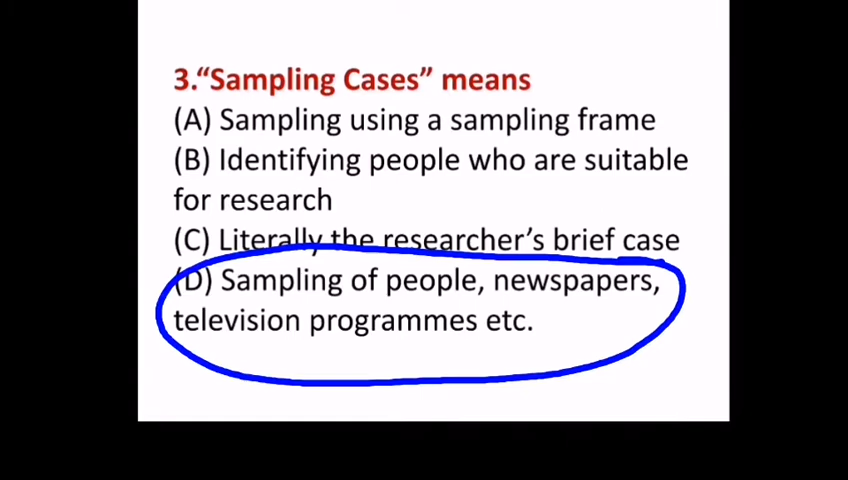 3.“Sampling Cases” means
(A) Sampling using a sampling frame
(B) Identifying people who are suitable
for research
(C) Literally the researcher’s brief case
(D) Sampling of people, newspapers,
television programmes etc.